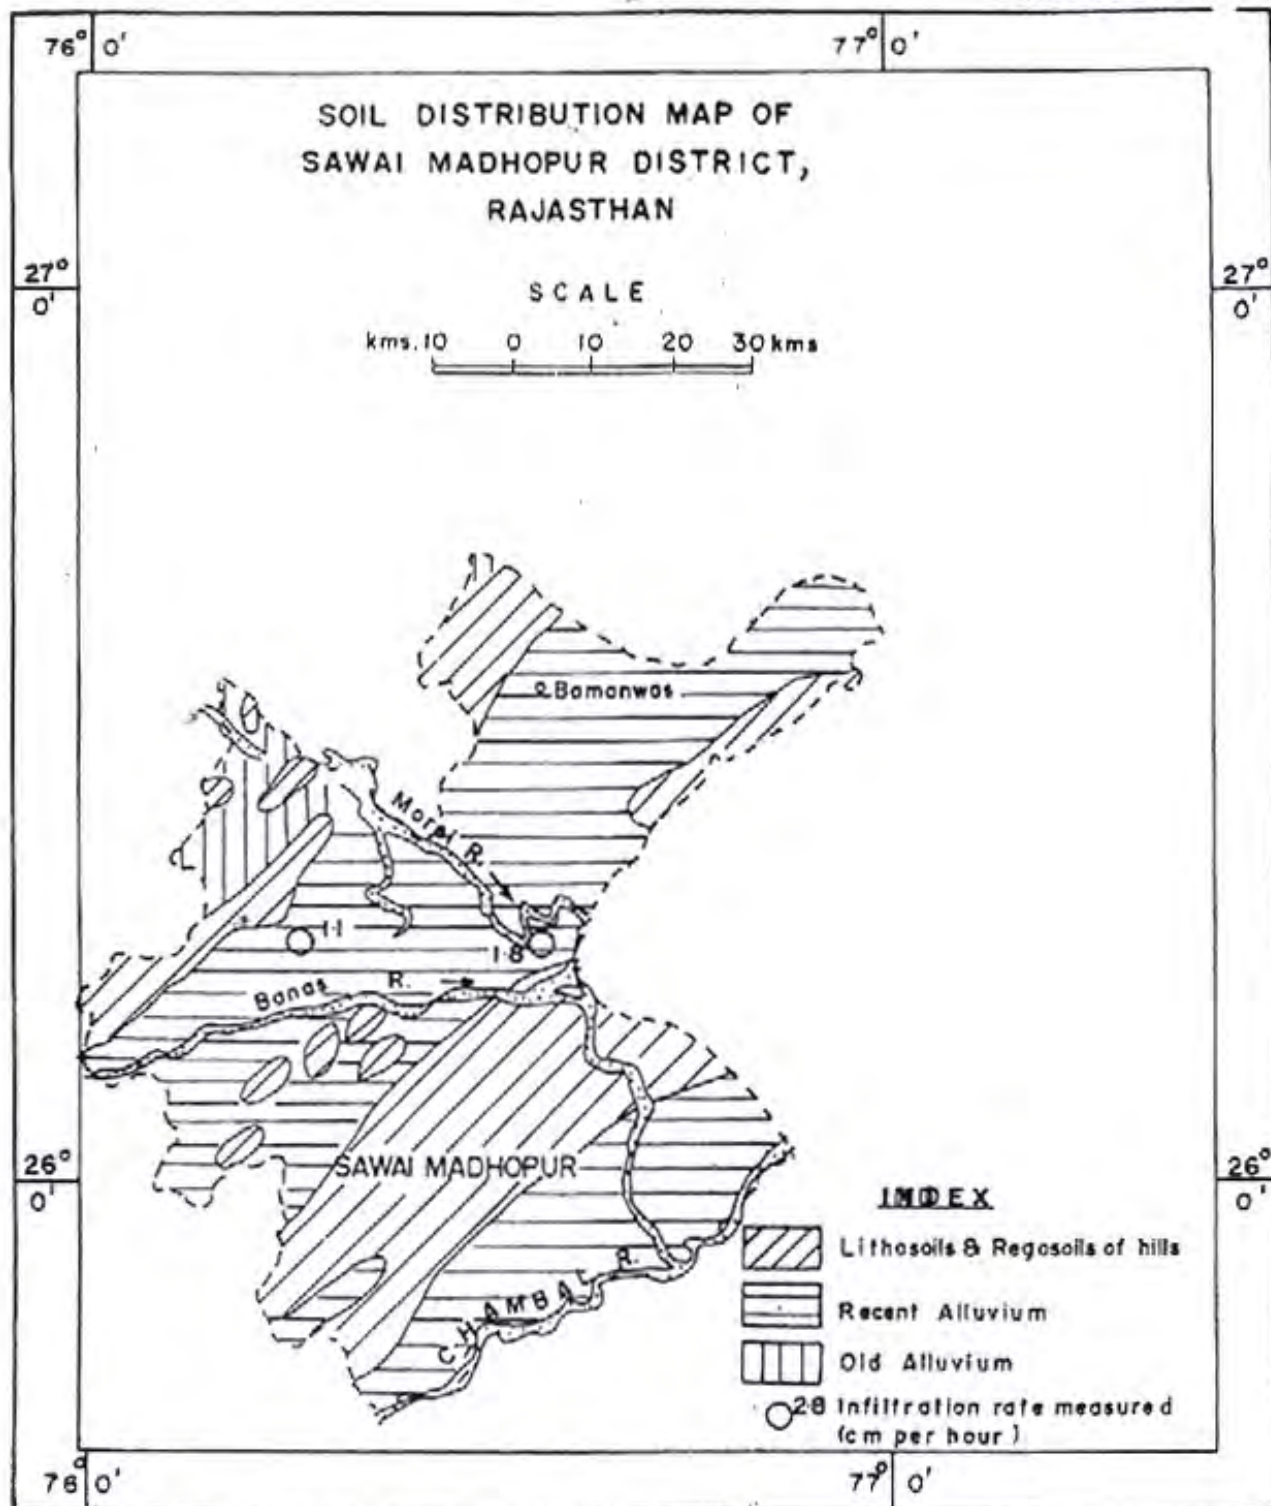 76° 0'
77° 0'
SOIL DISTRIBUTION MAP OF
SAWAI MADHOPUR DISTRICT,
RAJASTHAN
27°
0'
27°
0'
SCALE
kms. 10 0 10 20 30 kms
Bamanwas
Morel R.
1·1
1·8
Banas R.
SAWAI MADHOPUR
CHAMBAL R.
26°
0'
26°
0'
INDEX
Lithosoils & Regosoils of hills
Recent Alluvium
Old Alluvium
2·8 Infiltration rate measured
(cm per hour)
76° 0'
77° 0'